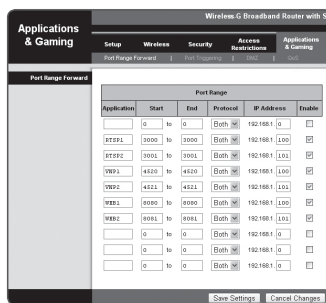 Wireless-G Broadband Router with S
Applications
& Gaming
Setup Wireless Security Access Restrictions Applications & Gaming
Port Range Forward | Port Triggering | DMZ | QoS
Port Range Forward
Port Range
Application Start End Protocol IP Address Enable
0 to 0 Both 192.168.1. 0
RTSP1 3000 to 3000 Both 192.168.1. 100
RTSP2 3001 to 3001 Both 192.168.1. 101
VNP1 4520 to 4520 Both 192.168.1. 100
VNP2 4521 to 4521 Both 192.168.1. 101
WEB1 8080 to 8080 Both 192.168.1. 100
WEB2 8081 to 8081 Both 192.168.1. 101
0 to 0 Both 192.168.1. 0
0 to 0 Both 192.168.1. 0
0 to 0 Both 192.168.1. 0
Save Settings Cancel Changes